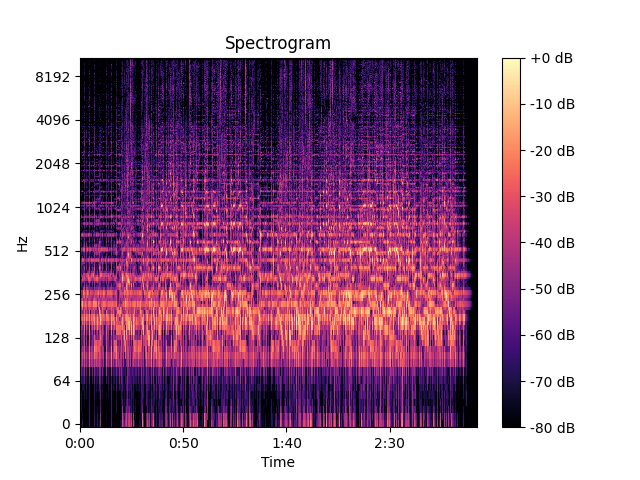 Spectrogram
8192
4096
2048
1024
512
256
128
64
0
Hz
0:00
0:50
1:40
2:30
Time
+0 dB
-10 dB
-20 dB
-30 dB
-40 dB
-50 dB
-60 dB
-70 dB
-80 dB